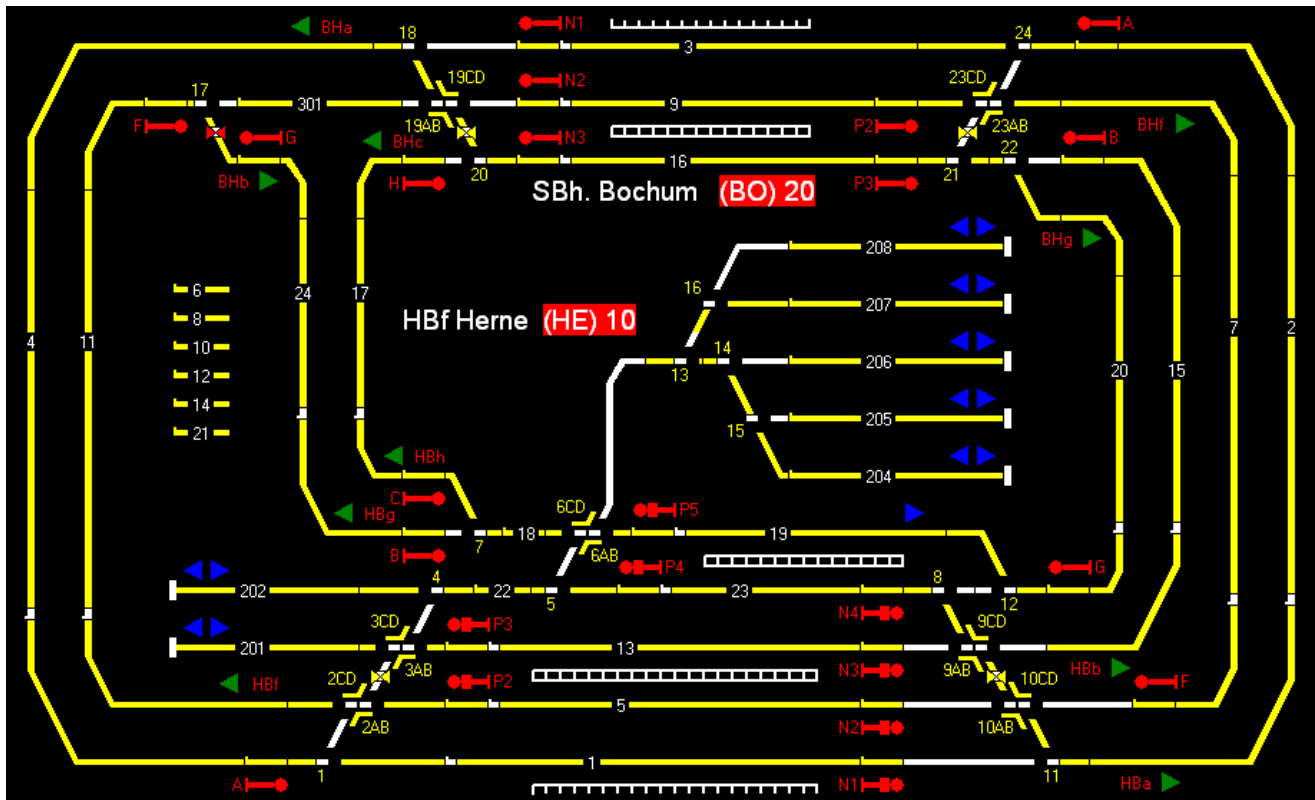 BHa
18
N1
3
24
A
19CD
N2
23CD
17
301
9
F
G
19AB
BHc
N3
P2
23AB
BHf
B
BHb
16
22
H
20
P3
21
SBh. Bochum (BO) 20
BHg
208
6
24
17
16
207
8
HBf Herne (HE) 10
7
2
4
11
10
14
206
20
15
12
13
14
205
21
15
HBh
204
C
6CD
P5
HBg
18
19
7
6AB
B
P4
G
4
8
202
22
5
23
12
3CD
P3
N4
9CD
201
13
3AB
9AB
HBb
HBf
2CD
P2
N3
10CD
F
5
2AB
N2
10AB
1
1
11
A
N1
HBa